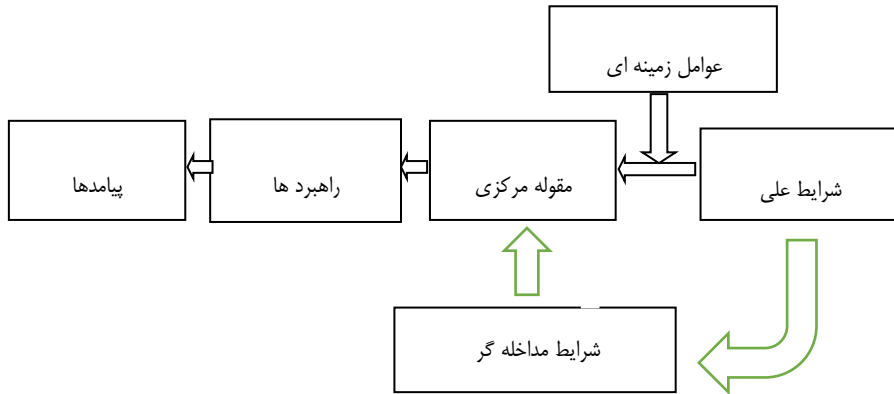 عوامل زمینه ای
شرایط علی
مقوله مرکزی
راهبرد ها
پیامدها
شرایط مداخله گر